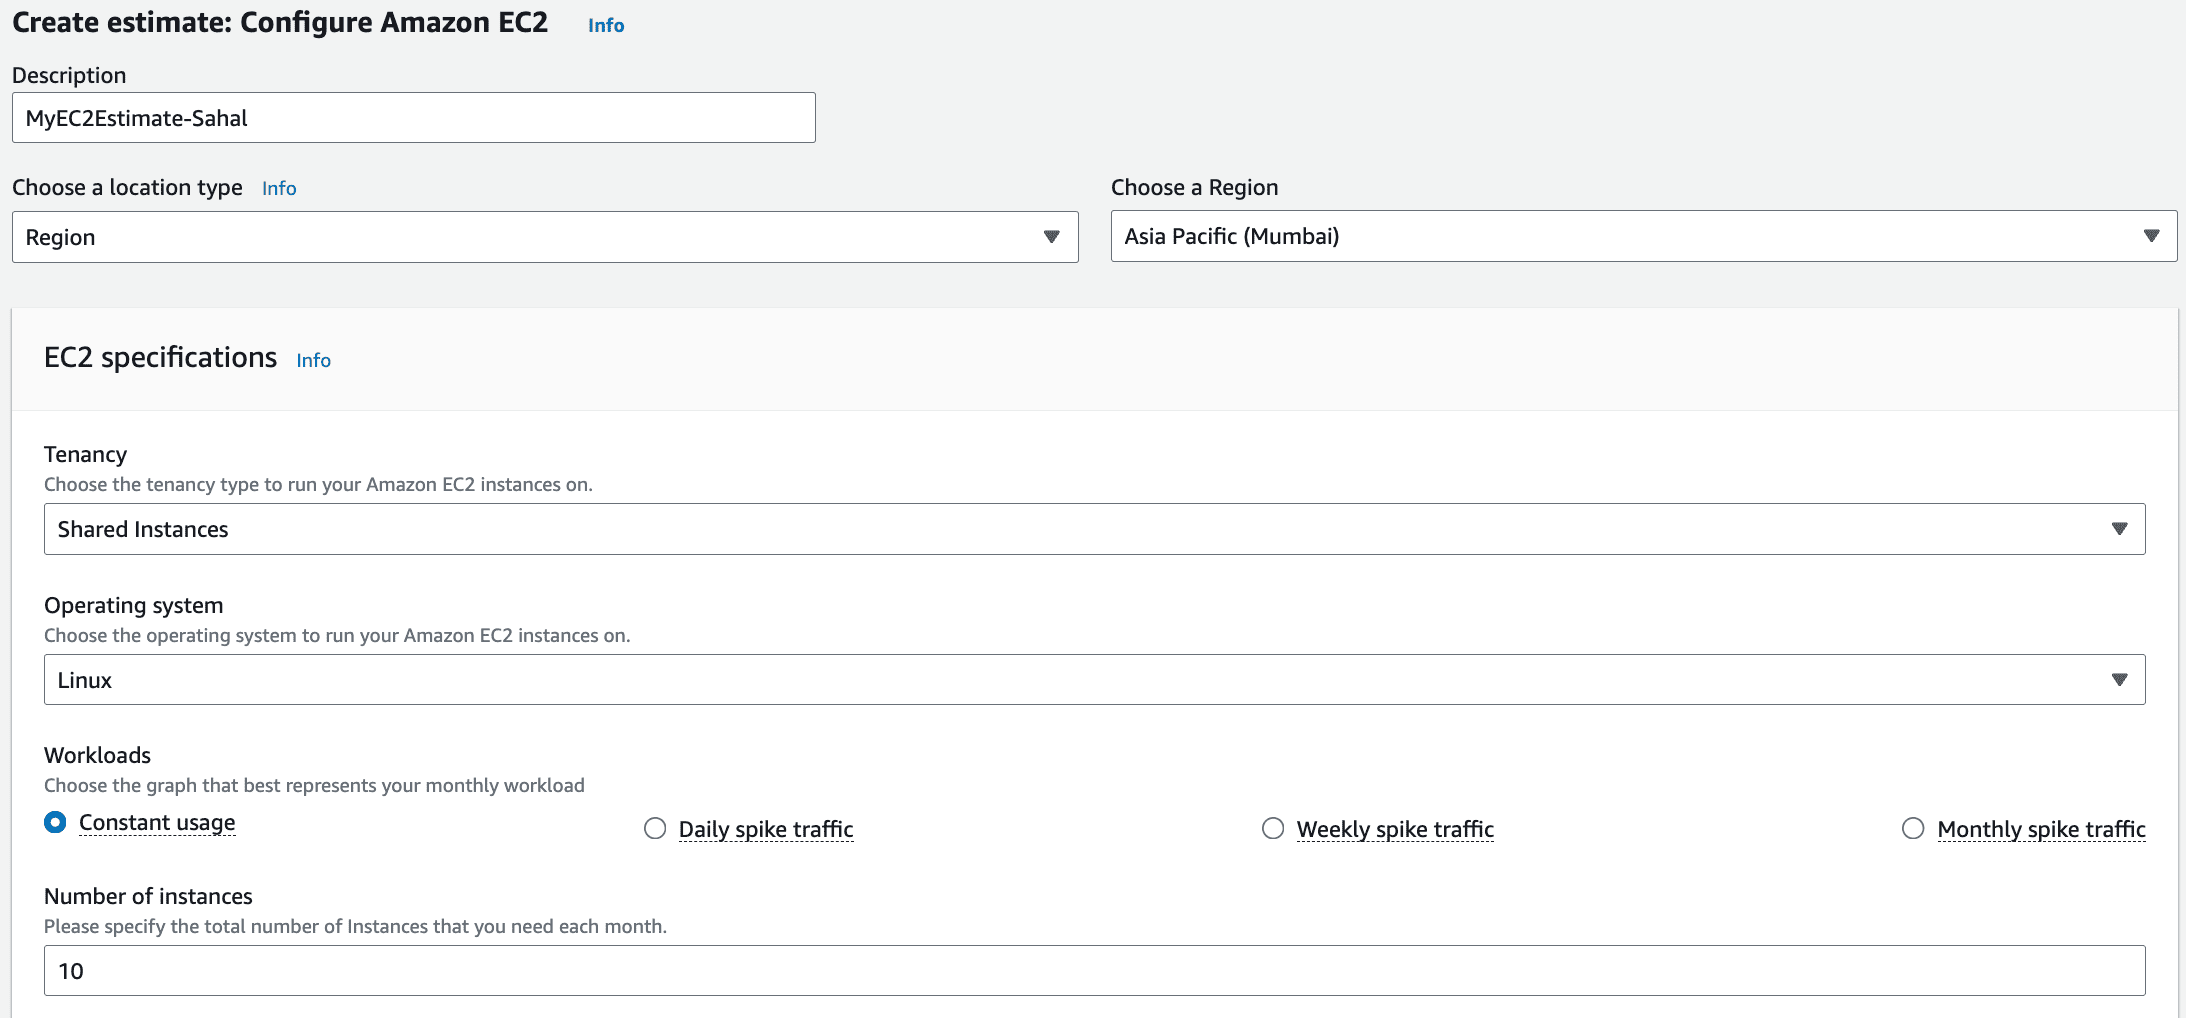 Create estimate: Configure Amazon EC2 Info
Description
MyEC2Estimate-Sahal
Choose a location type Info
Region
Choose a Region
Asia Pacific (Mumbai)
EC2 specifications Info
Tenancy
Choose the tenancy type to run your Amazon EC2 instances on.
Shared Instances
Operating system
Choose the operating system to run your Amazon EC2 instances on.
Linux
Workloads
Choose the graph that best represents your monthly workload
Constant usage Daily spike traffic Weekly spike traffic Monthly spike traffic
Number of instances
Please specify the total number of Instances that you need each month.
10